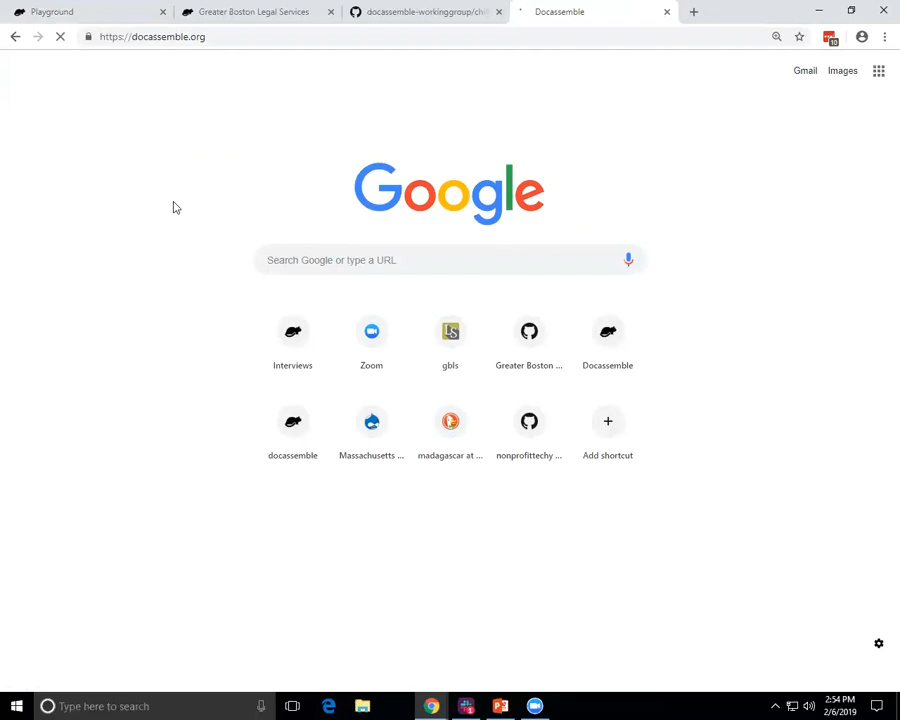 Playground
Greater Boston Legal Services
docassemble-workinggroup/chil
Docassemble
https://docassemble.org
10
Gmail
Images
Google
Search Google or type a URL
Interviews
Zoom
gbls
Greater Boston ...
Docassemble
docassemble
Massachusetts ...
madagascar at ...
nonprofittechy ...
Add shortcut
Type here to search
2:54 PM
2/6/2019